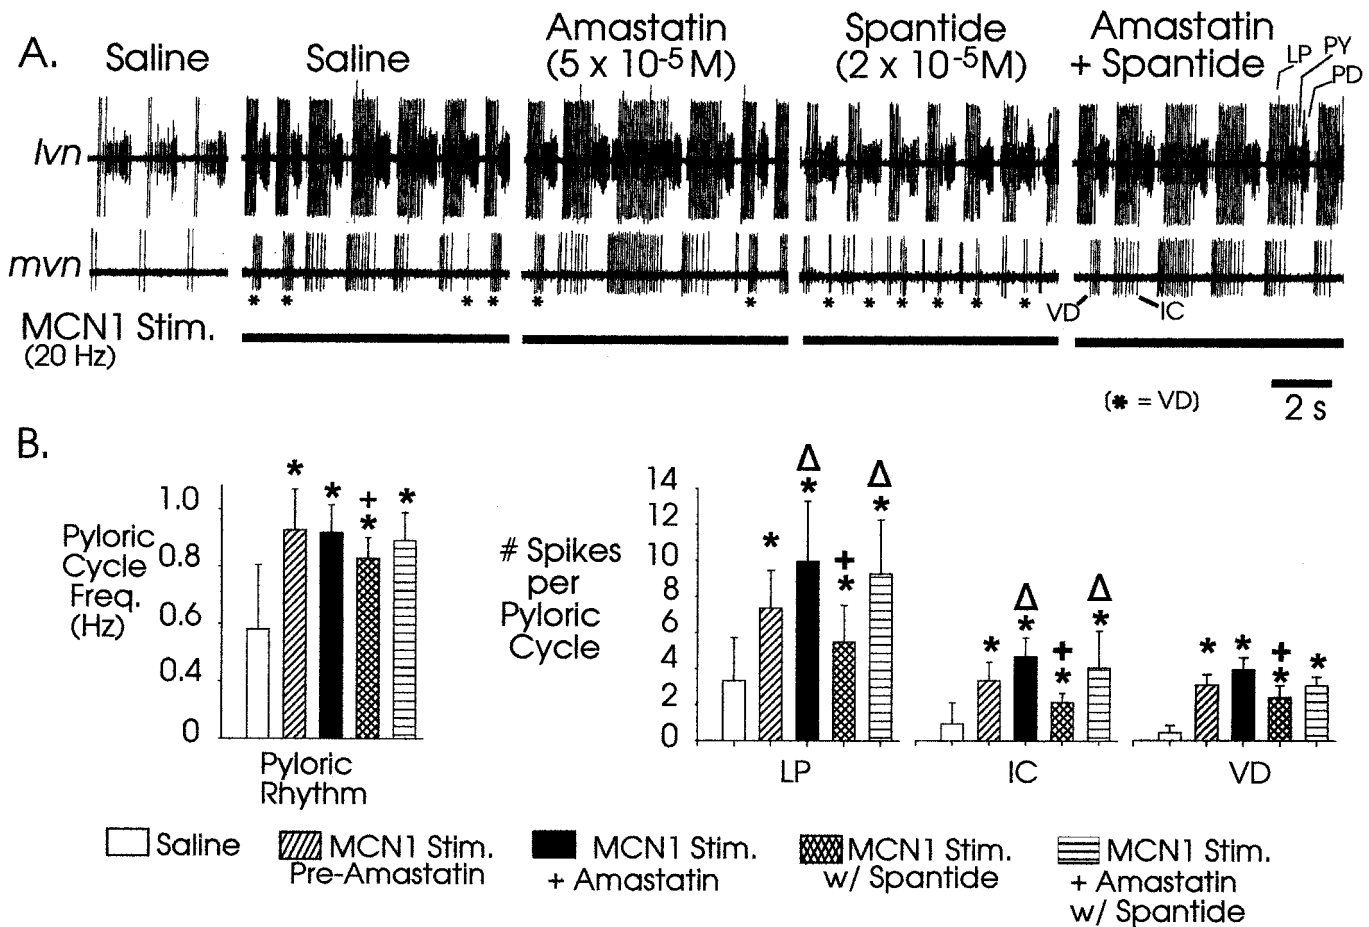 A.
Saline
Saline
Amastatin
(5 x 10-5 M)
Spantide
(2 x 10-5M)
Amastatin
+ Spantide
LP
PY
PD
lvn
mvn
* * * * * * * * * * * *
VD
IC
MCN1 Stim.
(20 Hz)
(* = VD)
2 s
B.
Pyloric
Cycle
Freq.
(Hz)
1.0
0.8
0.6
0.4
0
* * + * *
Pyloric
Rhythm
# Spikes
per
Pyloric
Cycle
14
12
10
8
6
4
2
0
* Δ * + * Δ *
* Δ * + * Δ *
* * + * *
LP
IC
VD
Saline
MCN1 Stim.
Pre-Amastatin
MCN1 Stim.
+ Amastatin
MCN1 Stim.
w/ Spantide
MCN1 Stim.
+ Amastatin
w/ Spantide